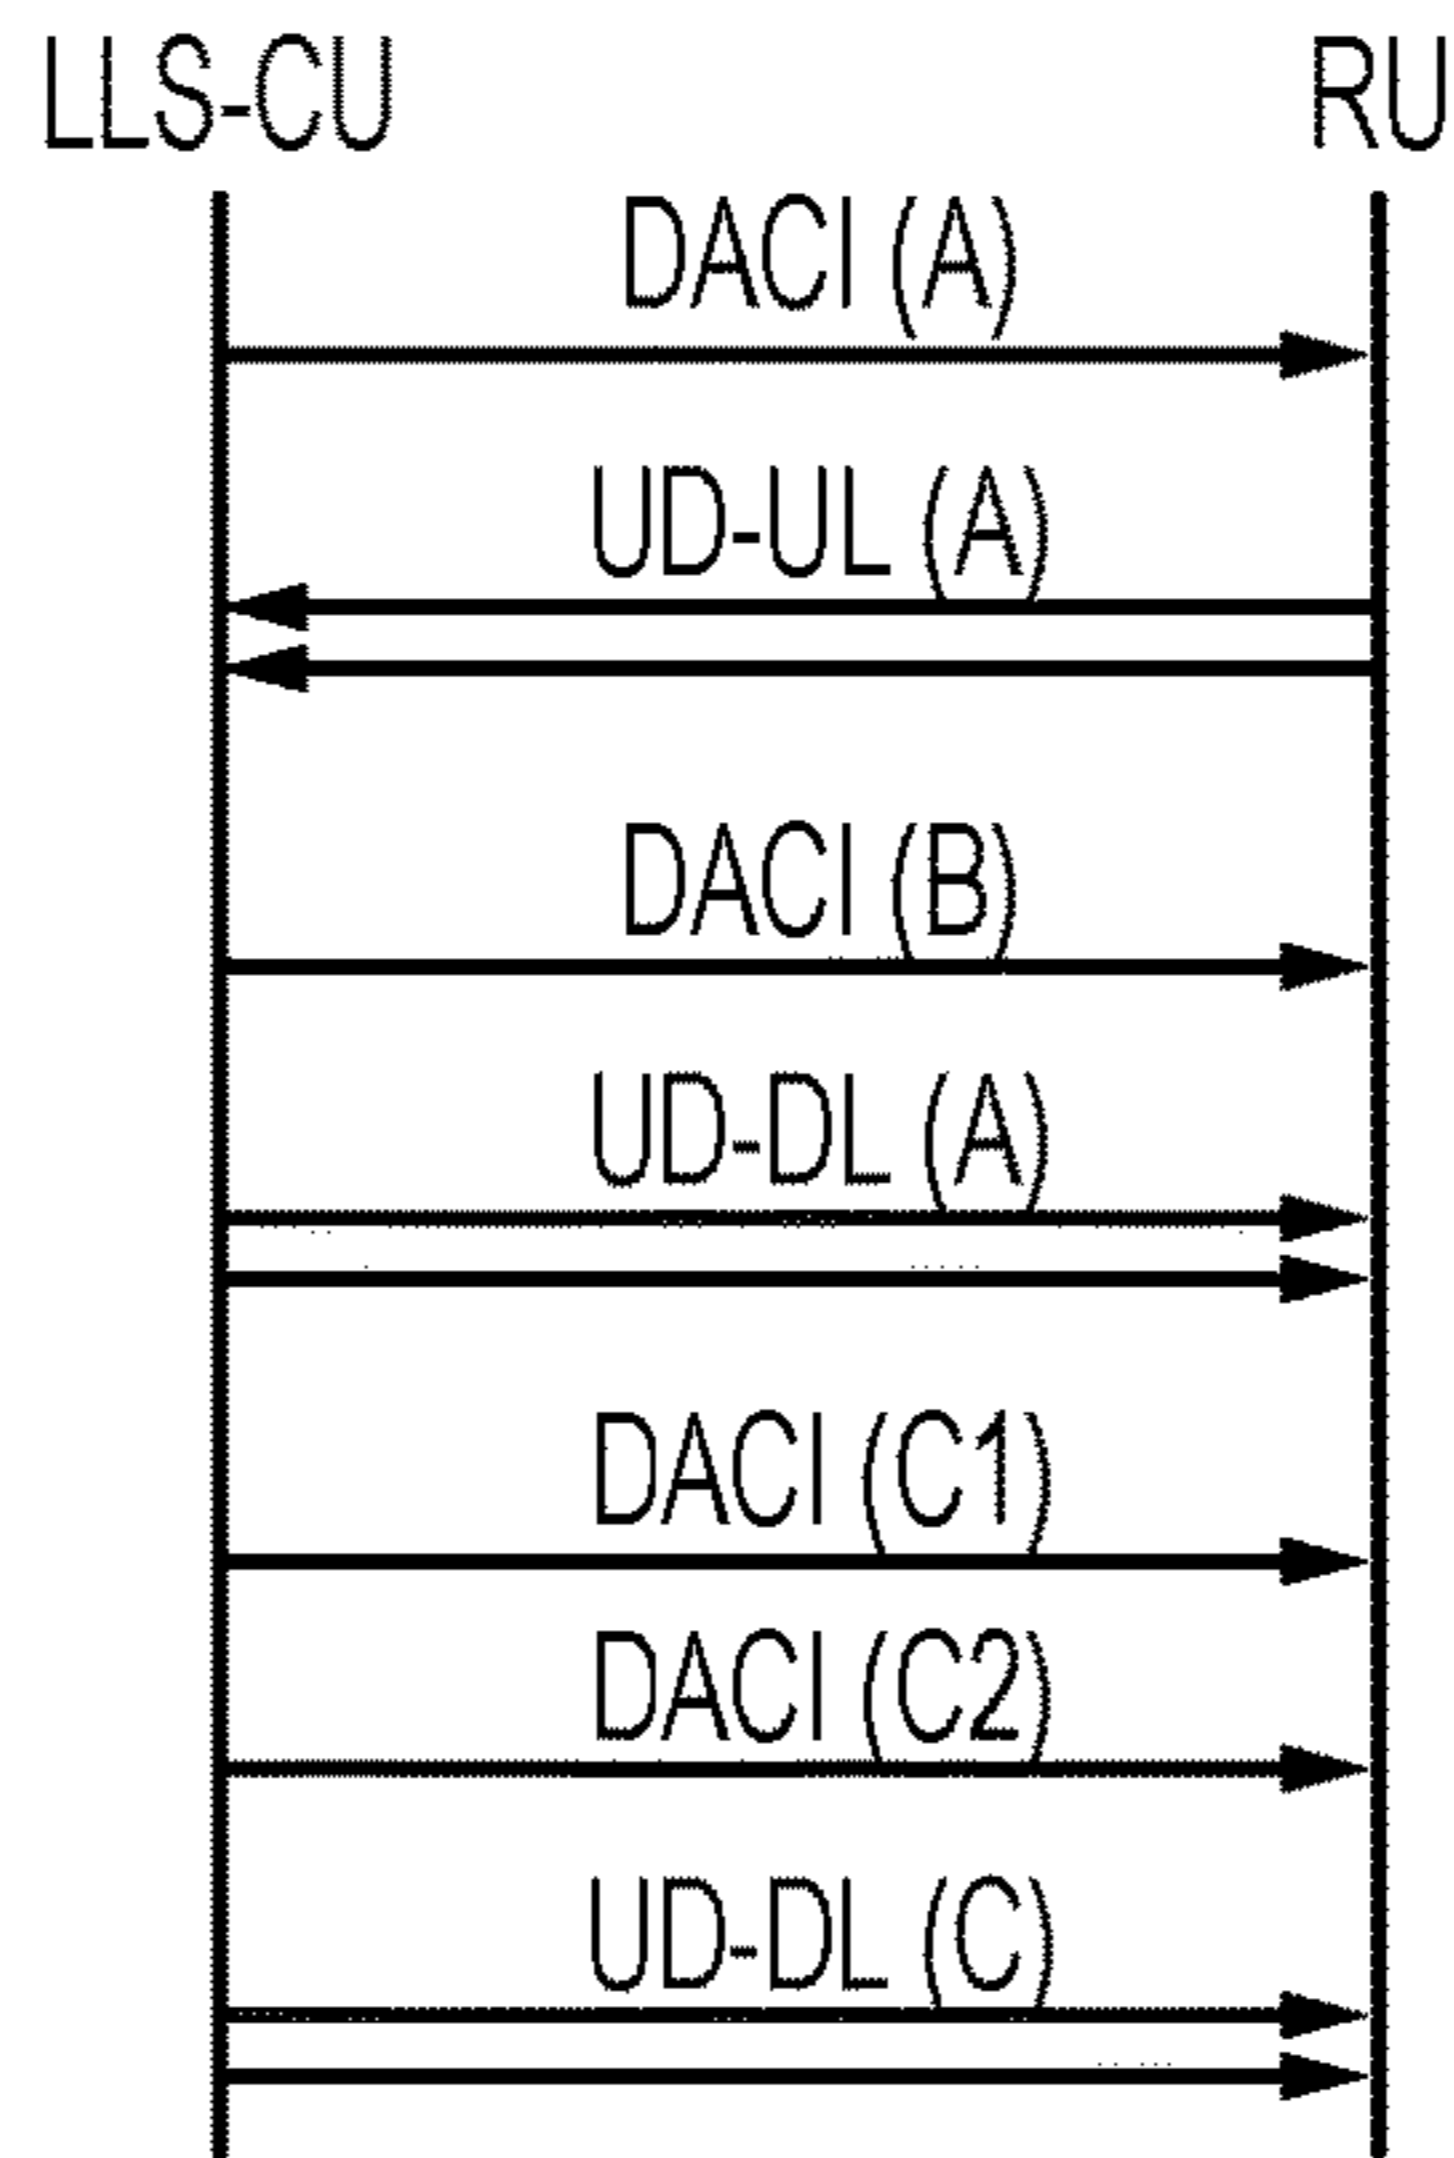 LLS-CU RU
DACI (A)
UD-UL (A)
DACI (B)
UD-DL (A)
DACI (C1)
DACI (C2)
UD-DL (C)